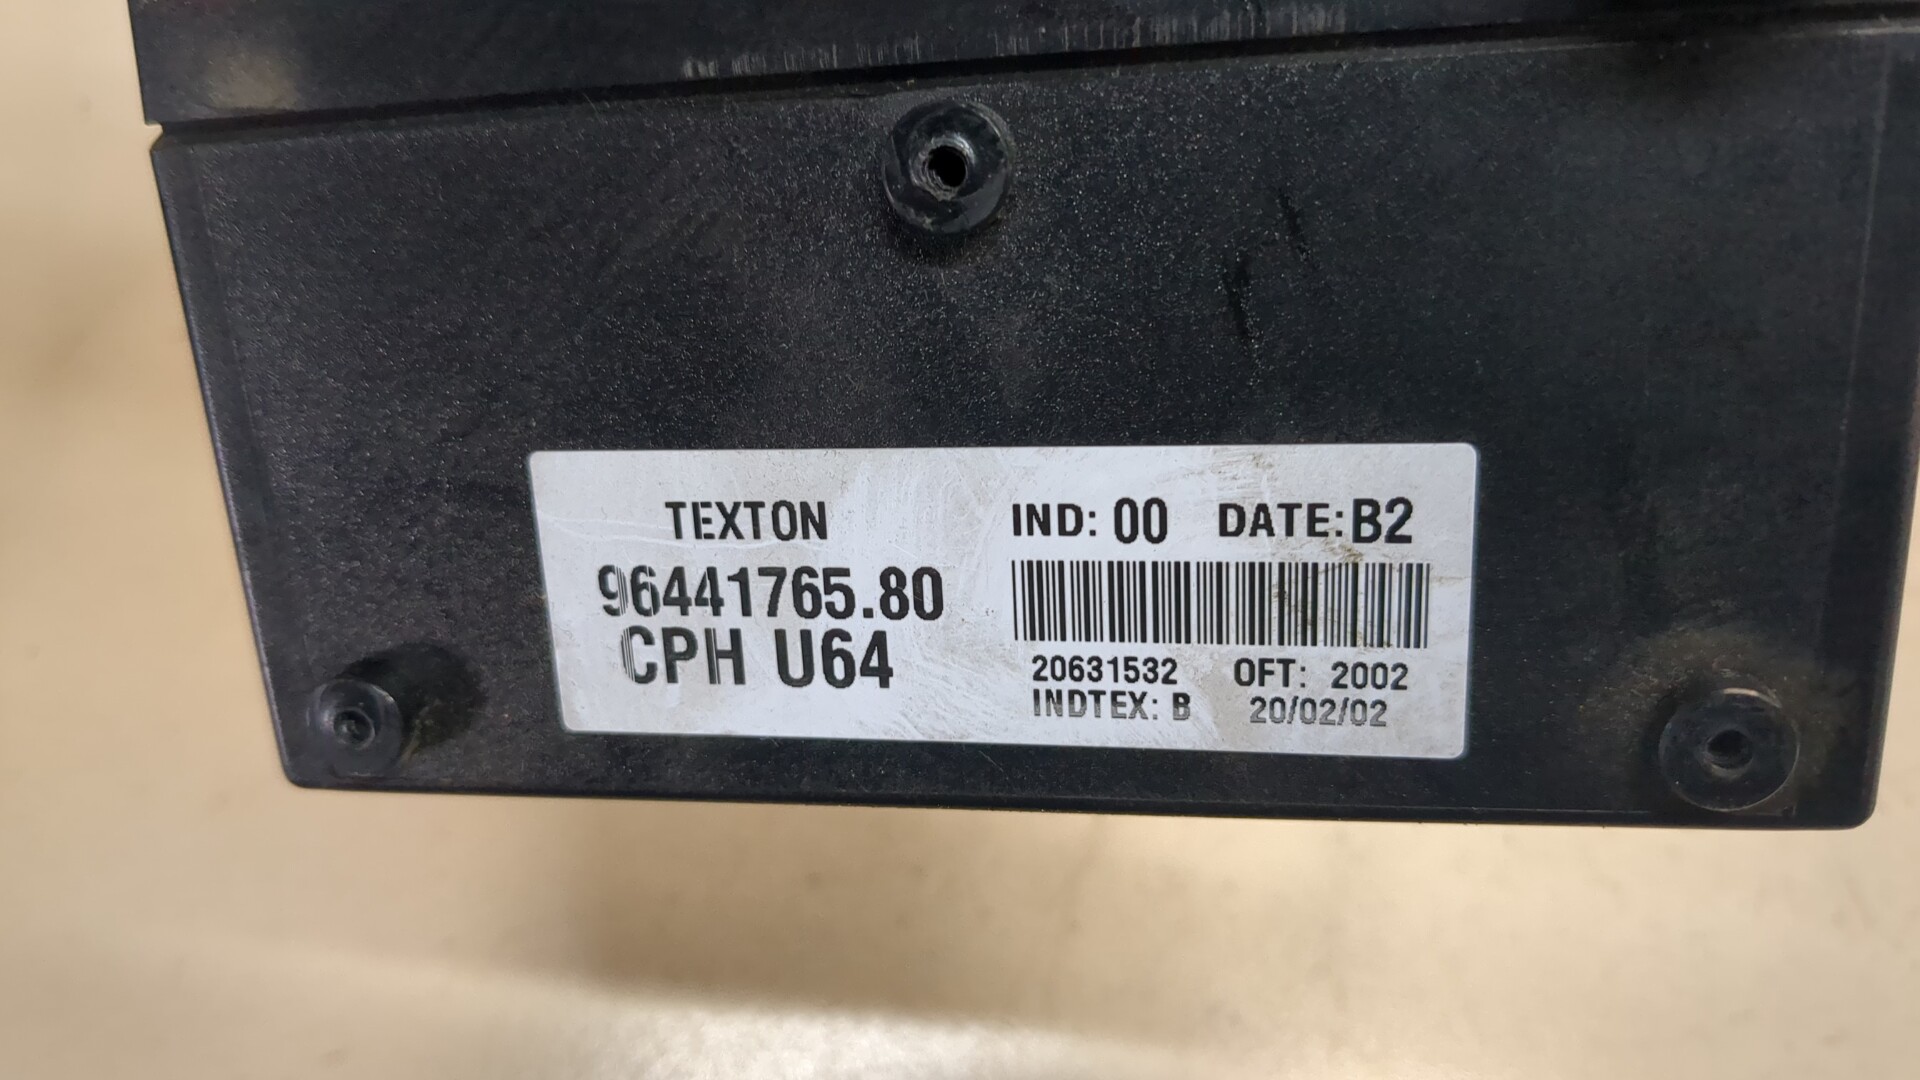 TEXTON
96441765.80
CPH U64
IND: 00 DATE: B2
20631532 OFT: 2002
INDTEX: B 20/02/02